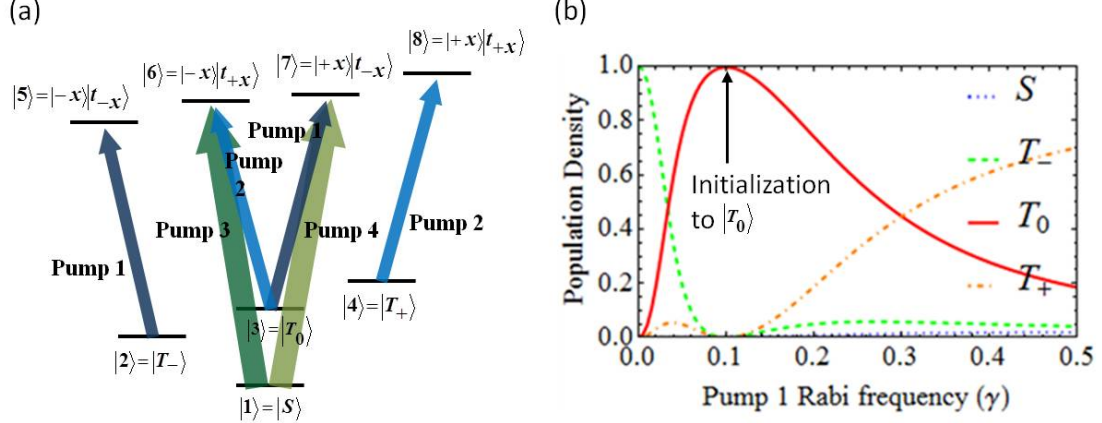 (a)
|8⟩=|+x⟩|t+x⟩
|7⟩=|+x⟩|t−x⟩
|6⟩=|−x⟩|t+x⟩
|5⟩=|−x⟩|t−x⟩
Pump 1
Pump
2
Pump 3
Pump 4
Pump 2
Pump 1
|4⟩=|T+⟩
|3⟩=|T0⟩
|2⟩=|T−⟩
|1⟩=|S⟩
(b)
Population Density
1.0
0.8
0.6
0.4
0.2
0.0
S
T−
T0
T+
Initialization
to |T0⟩
0.0 0.1 0.2 0.3 0.4 0.5
Pump 1 Rabi frequency (γ)